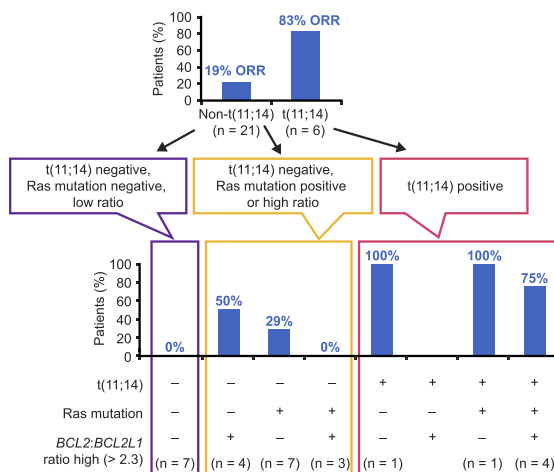 83% ORR
Patients (%)
100
80
60
40
20
0
19% ORR
Non-t(11;14)
(n = 21)
t(11;14)
(n = 6)
t(11;14) negative,
Ras mutation negative,
low ratio
t(11;14) negative,
Ras mutation positive
or high ratio
t(11;14) positive
Patients (%)
100
80
60
40
20
0
0%
50%
29%
0%
100%
100%
75%
t(11;14) – – – – + + + +
Ras mutation – – + + – – + +
BCL2:BCL2L1
ratio high (> 2.3) – + – + – + – +
(n = 7) (n = 4) (n = 7) (n = 3) (n = 1) (n = 1) (n = 4)